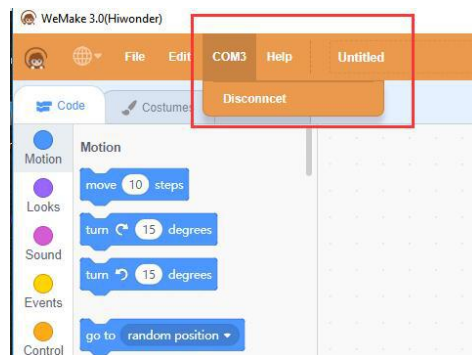 WeMake 3.0(Hiwonder)
File Edit COM3 Help Untitled
Disconncet
Code Costumes
Motion
Looks
Sound
Events
Control
Motion
move 10 steps
turn 15 degrees
turn 15 degrees
go to random position